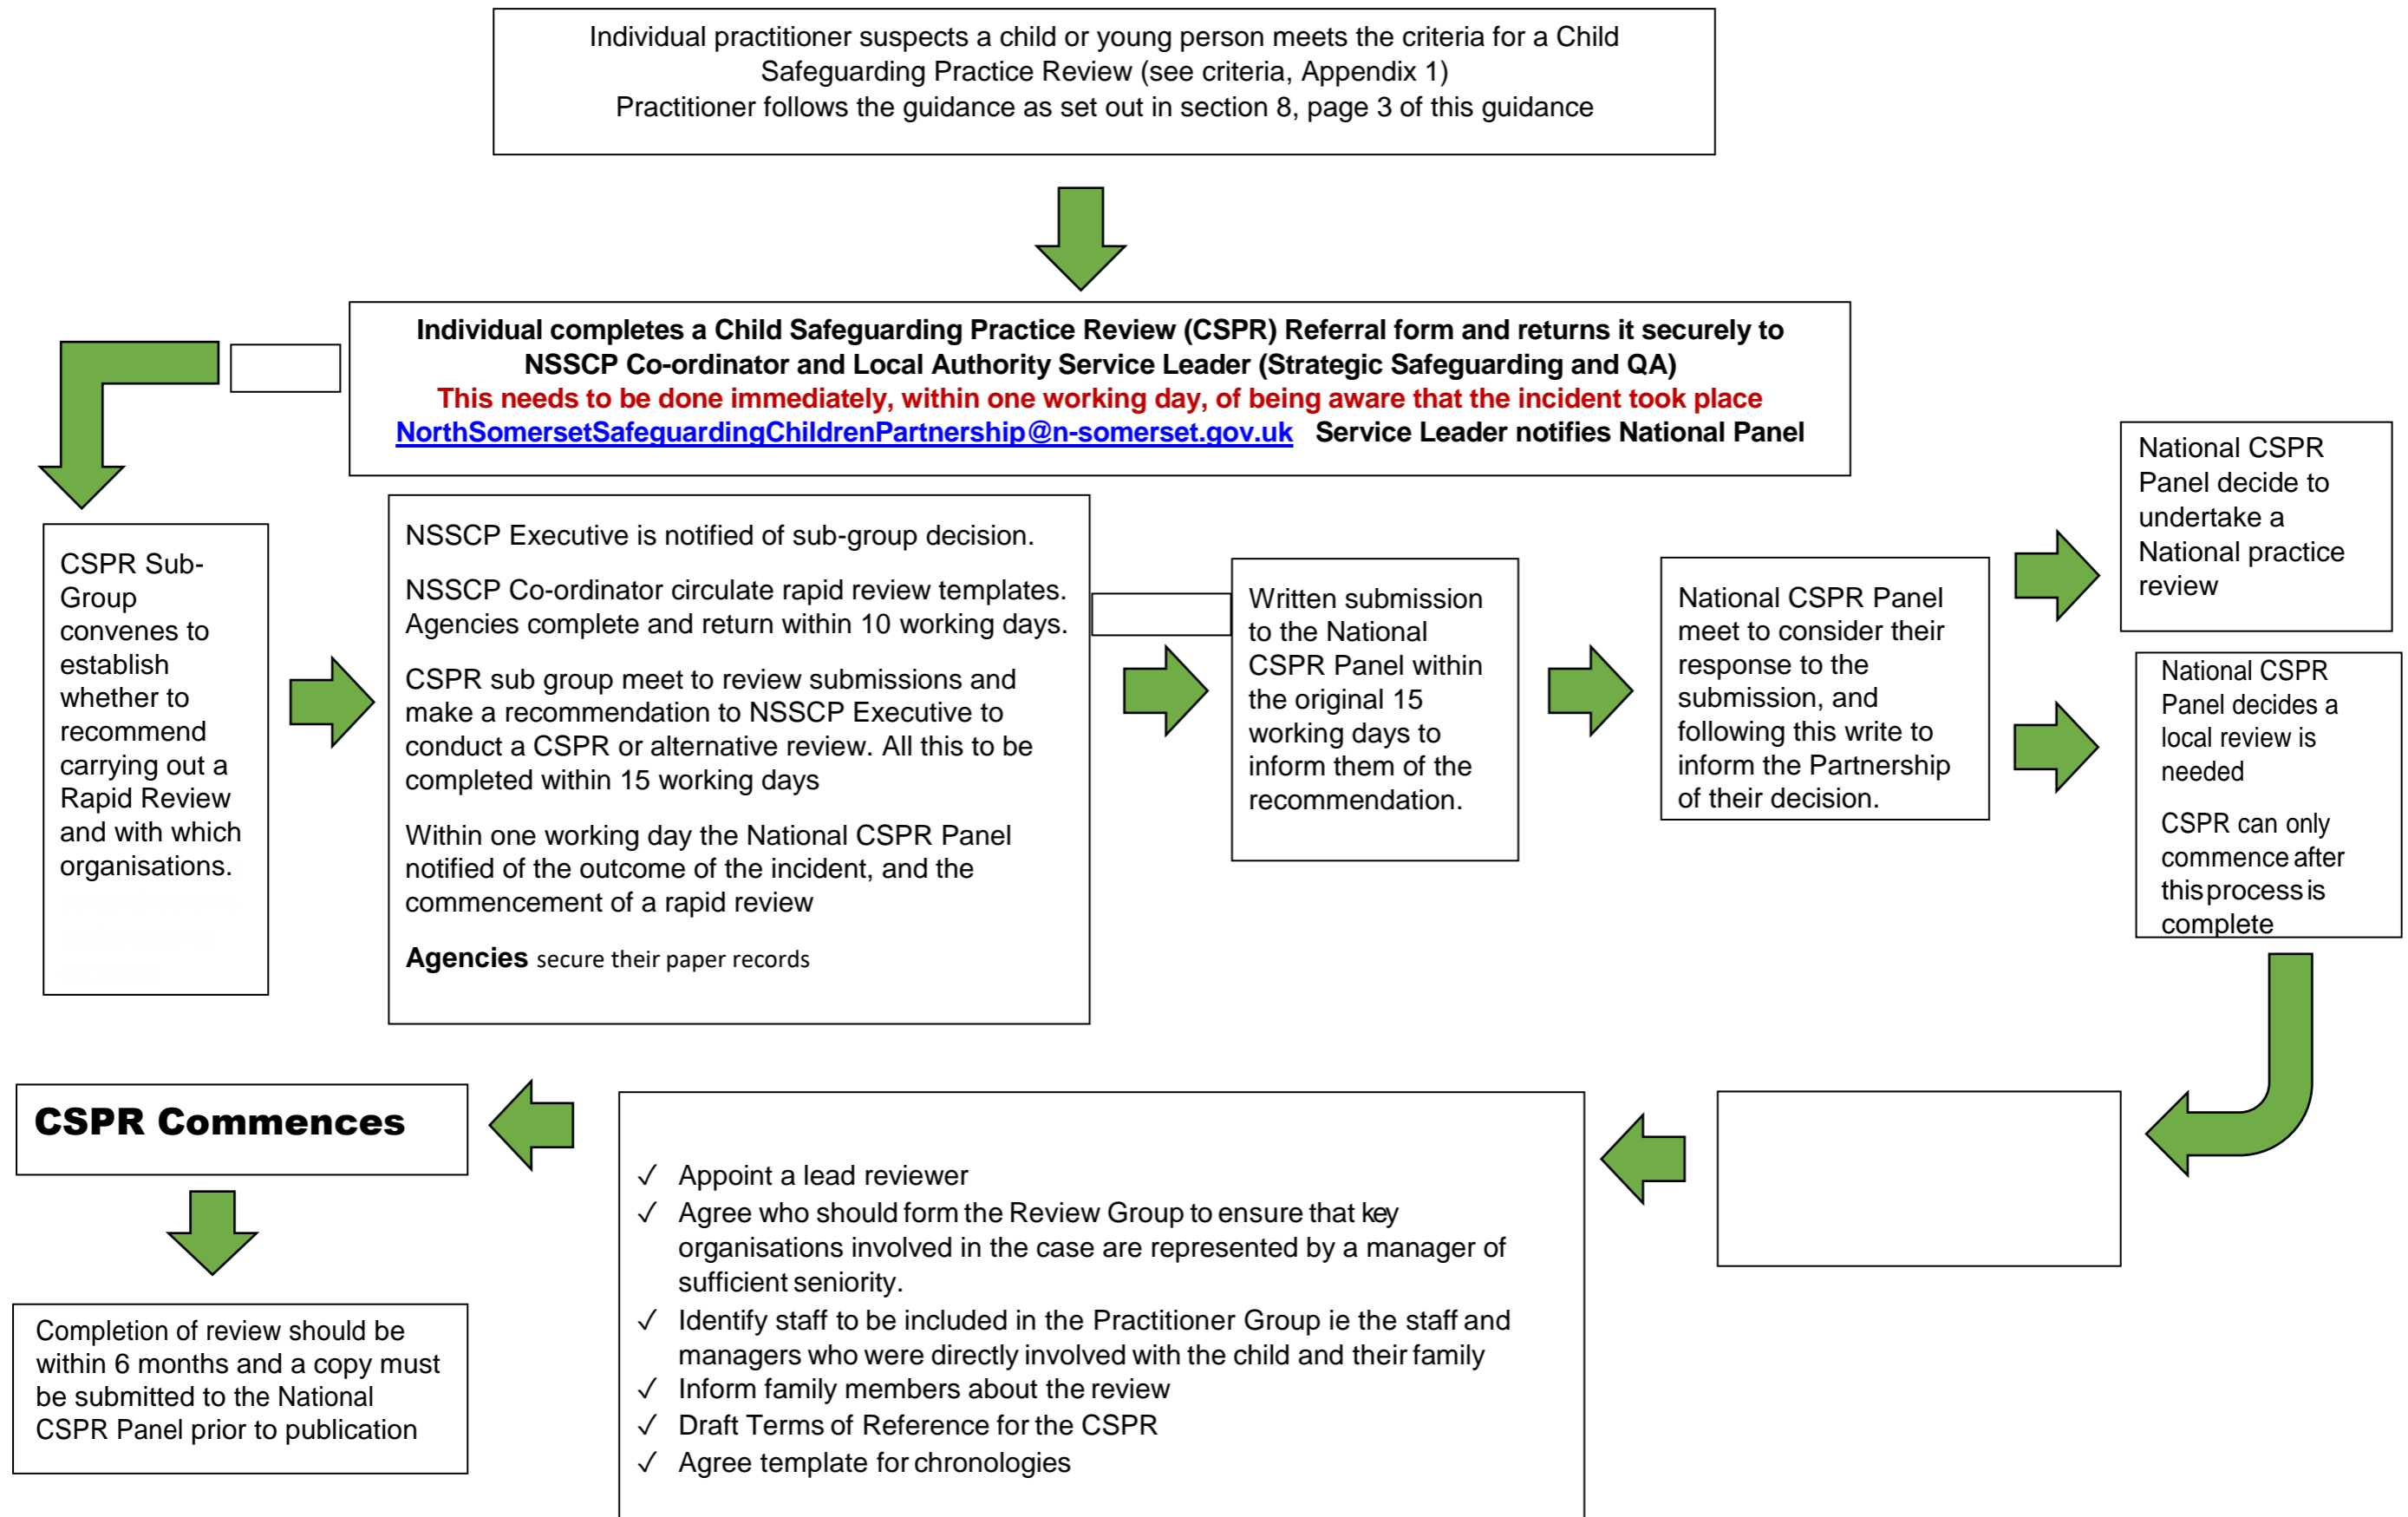 Individual practitioner suspects a child or young person meets the criteria for a Child
Safeguarding Practice Review (see criteria, Appendix 1)
Practitioner follows the guidance as set out in section 8, page 3 of this guidance
Individual completes a Child Safeguarding Practice Review (CSPR) Referral form and returns it securely to
NSSCP Co-ordinator and Local Authority Service Leader (Strategic Safeguarding and QA)
This needs to be done immediately, within one working day, of being aware that the incident took place
NorthSomersetSafeguardingChildrenPartnership@n-somerset.gov.uk Service Leader notifies National Panel
CSPR Sub-
Group
convenes to
establish
whether to
recommend
carrying out a
Rapid Review
and with which
organisations.
NSSCP Executive is notified of sub-group decision.
NSSCP Co-ordinator circulate rapid review templates.
Agencies complete and return within 10 working days.
CSPR sub group meet to review submissions and
make a recommendation to NSSCP Executive to
conduct a CSPR or alternative review. All this to be
completed within 15 working days
Within one working day the National CSPR Panel
notified of the outcome of the incident, and the
commencement of a rapid review
Agencies secure their paper records
Written submission
to the National
CSPR Panel within
the original 15
working days to
inform them of the
recommendation.
National CSPR Panel
meet to consider their
response to the
submission, and
following this write to
inform the Partnership
of their decision.
National CSPR
Panel decide to
undertake a
National practice
review
National CSPR
Panel decides a
local review is
needed
CSPR can only
commence after
this process is
complete
✓ Appoint a lead reviewer
✓ Agree who should form the Review Group to ensure that key
organisations involved in the case are represented by a manager of
sufficient seniority.
✓ Identify staff to be included in the Practitioner Group ie the staff and
managers who were directly involved with the child and their family
✓ Inform family members about the review
✓ Draft Terms of Reference for the CSPR
✓ Agree template for chronologies
CSPR Commences
Completion of review should be
within 6 months and a copy must
be submitted to the National
CSPR Panel prior to publication